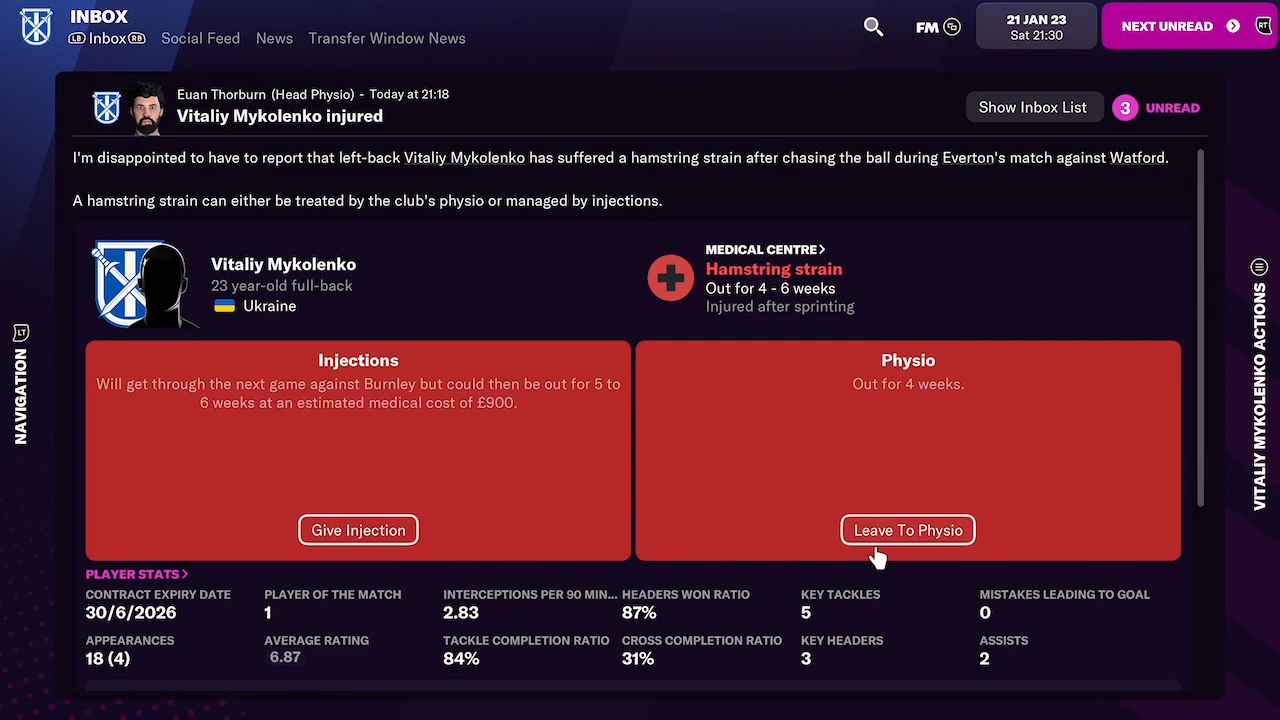 INBOX
LB Inbox RB Social Feed News Transfer Window News
FM
21 JAN 23
Sat 21:30
NEXT UNREAD
RT
Euan Thorburn (Head Physio) - Today at 21:18
Vitaliy Mykolenko injured
Show Inbox List
3 UNREAD
I'm disappointed to have to report that left-back Vitaliy Mykolenko has suffered a hamstring strain after chasing the ball during Everton's match against Watford.
A hamstring strain can either be treated by the club's physio or managed by injections.
Vitaliy Mykolenko
23 year-old full-back
Ukraine
MEDICAL CENTRE>
Hamstring strain
Out for 4 - 6 weeks
Injured after sprinting
Injections
Will get through the next game against Burnley but could then be out for 5 to
6 weeks at an estimated medical cost of £900.
Give Injection
Physio
Out for 4 weeks.
Leave To Physio
PLAYER STATS>
CONTRACT EXPIRY DATE PLAYER OF THE MATCH INTERCEPTIONS PER 90 MIN... HEADERS WON RATIO KEY TACKLES MISTAKES LEADING TO GOAL
30/6/2026 1 2.83 87% 5 0
APPEARANCES AVERAGE RATING TACKLE COMPLETION RATIO CROSS COMPLETION RATIO KEY HEADERS ASSISTS
18 (4) 6.87 84% 31% 3 2
LT
NAVIGATION
VITALIY MYKOLENKO ACTIONS